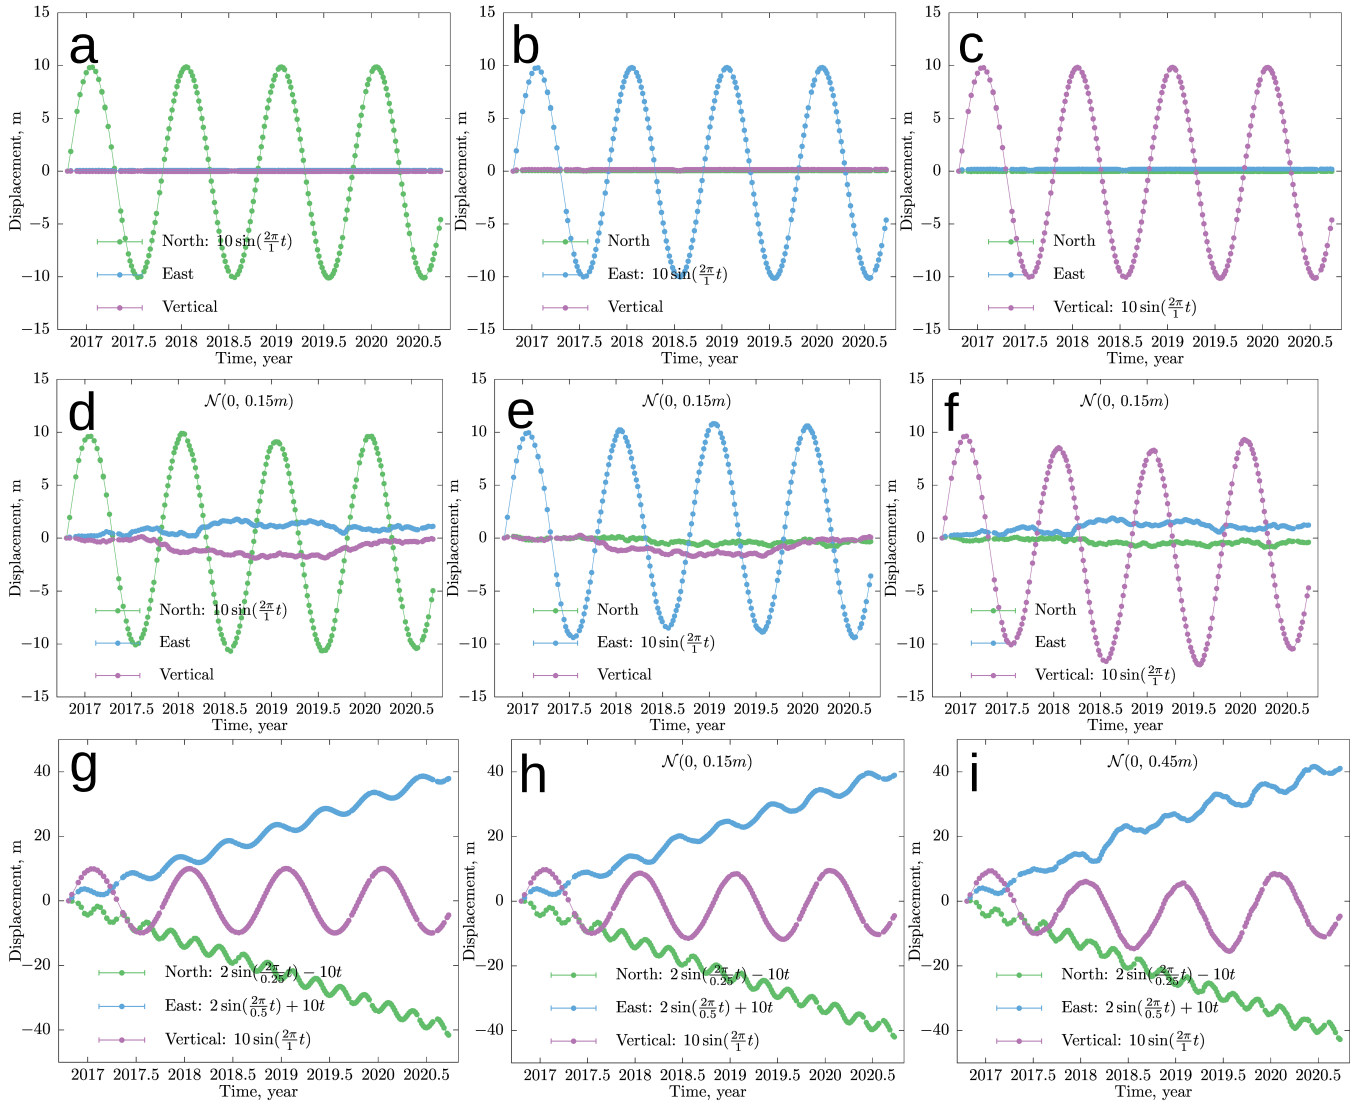 a
15
10
5
0
−5
−10
−15
Displacement, m
North: 10 sin(2π/1 t)
East
Vertical
2017 2017.5 2018 2018.5 2019 2019.5 2020 2020.5
Time, year
b
15
10
5
0
−5
−10
−15
Displacement, m
North
East: 10 sin(2π/1 t)
Vertical
2017 2017.5 2018 2018.5 2019 2019.5 2020 2020.5
Time, year
c
15
10
5
0
−5
−10
−15
Displacement, m
North
East
Vertical: 10 sin(2π/1 t)
2017 2017.5 2018 2018.5 2019 2019.5 2020 2020.5
Time, year
d
𝒩(0, 0.15m)
15
10
5
0
−5
−10
−15
Displacement, m
North: 10 sin(2π/1 t)
East
Vertical
2017 2017.5 2018 2018.5 2019 2019.5 2020 2020.5
Time, year
e
𝒩(0, 0.15m)
15
10
5
0
−5
−10
−15
Displacement, m
North
East: 10 sin(2π/1 t)
Vertical
2017 2017.5 2018 2018.5 2019 2019.5 2020 2020.5
Time, year
f
𝒩(0, 0.15m)
15
10
5
0
−5
−10
−15
Displacement, m
North
East
Vertical: 10 sin(2π/1 t)
2017 2017.5 2018 2018.5 2019 2019.5 2020 2020.5
Time, year
g
40
20
0
−20
−40
Displacement, m
North: 2 sin(2π/0.25 t) − 10t
East: 2 sin(2π/0.5 t) + 10t
Vertical: 10 sin(2π/1 t)
2017 2017.5 2018 2018.5 2019 2019.5 2020 2020.5
Time, year
h
𝒩(0, 0.15m)
40
20
0
−20
−40
Displacement, m
North: 2 sin(2π/0.25 t) − 10t
East: 2 sin(2π/0.5 t) + 10t
Vertical: 10 sin(2π/1 t)
2017 2017.5 2018 2018.5 2019 2019.5 2020 2020.5
Time, year
i
𝒩(0, 0.45m)
40
20
0
−20
−40
Displacement, m
North: 2 sin(2π/0.25 t) − 10t
East: 2 sin(2π/0.5 t) + 10t
Vertical: 10 sin(2π/1 t)
2017 2017.5 2018 2018.5 2019 2019.5 2020 2020.5
Time, year